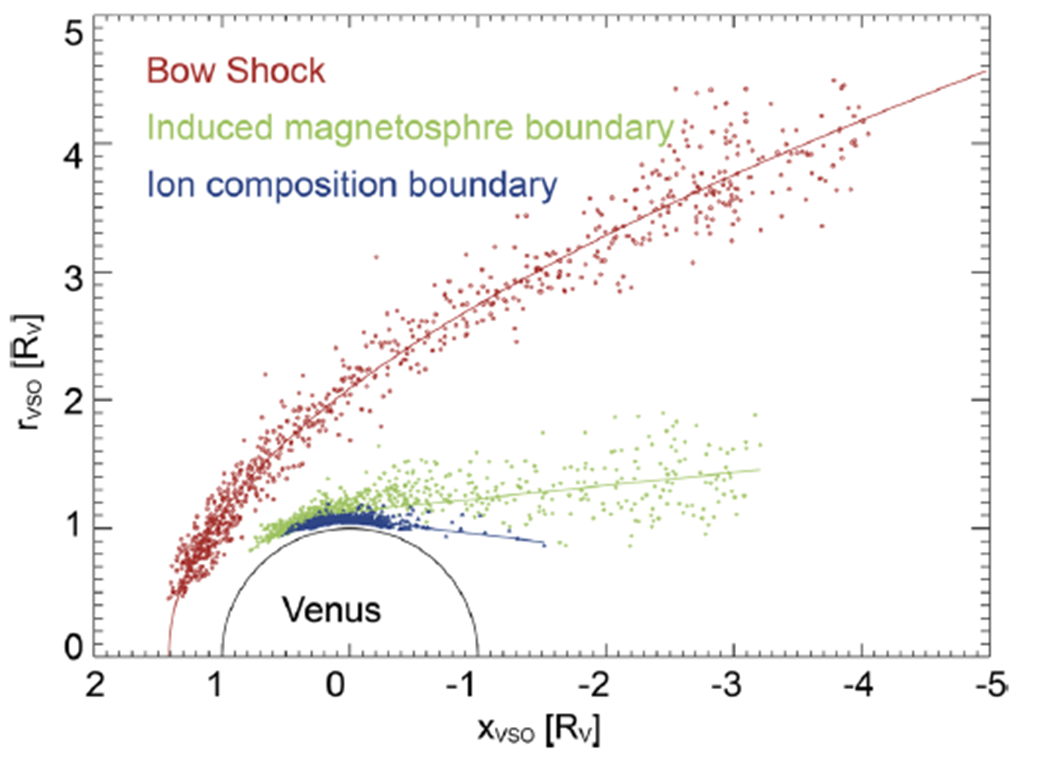 5
Bow Shock
Induced magnetosphre boundary
4
Ion composition boundary
3
r_VSO [R_V]
2
1
Venus
0
2 1 0 -1 -2 -3 -4 -5
x_VSO [R_V]